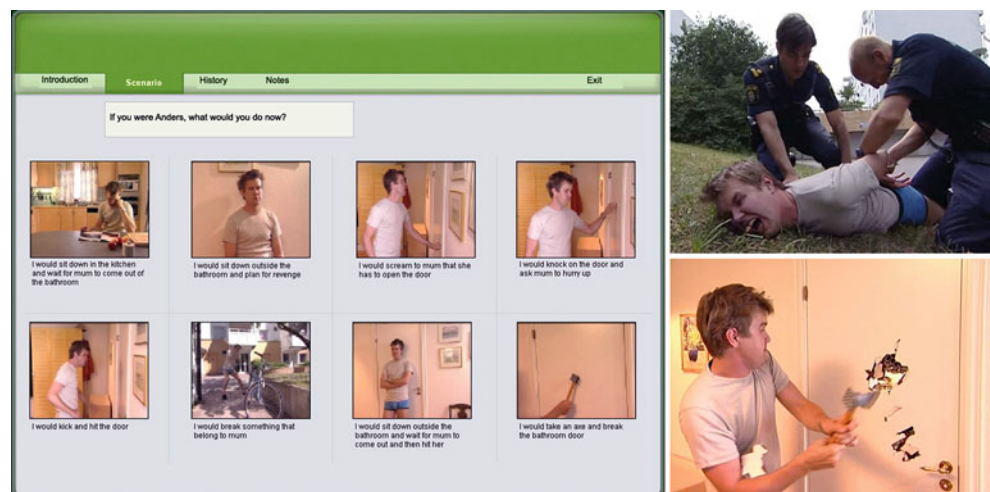 Introduction
Scenario
History
Notes
Exit
If you were Anders, what would you do now?
I would sit down in the kitchen
and wait for mum to come out of
the bathroom
I would sit down outside the
bathroom and plan for revenge
I would scream to mum that she
has to open the door
I would knock on the door and
ask mum to hurry up
I would kick and hit the door
I would break something that
belong to mum
I would sit down outside the
bathroom and wait for mum to
come out and then hit her
I would take an axe and break
the bathroom door